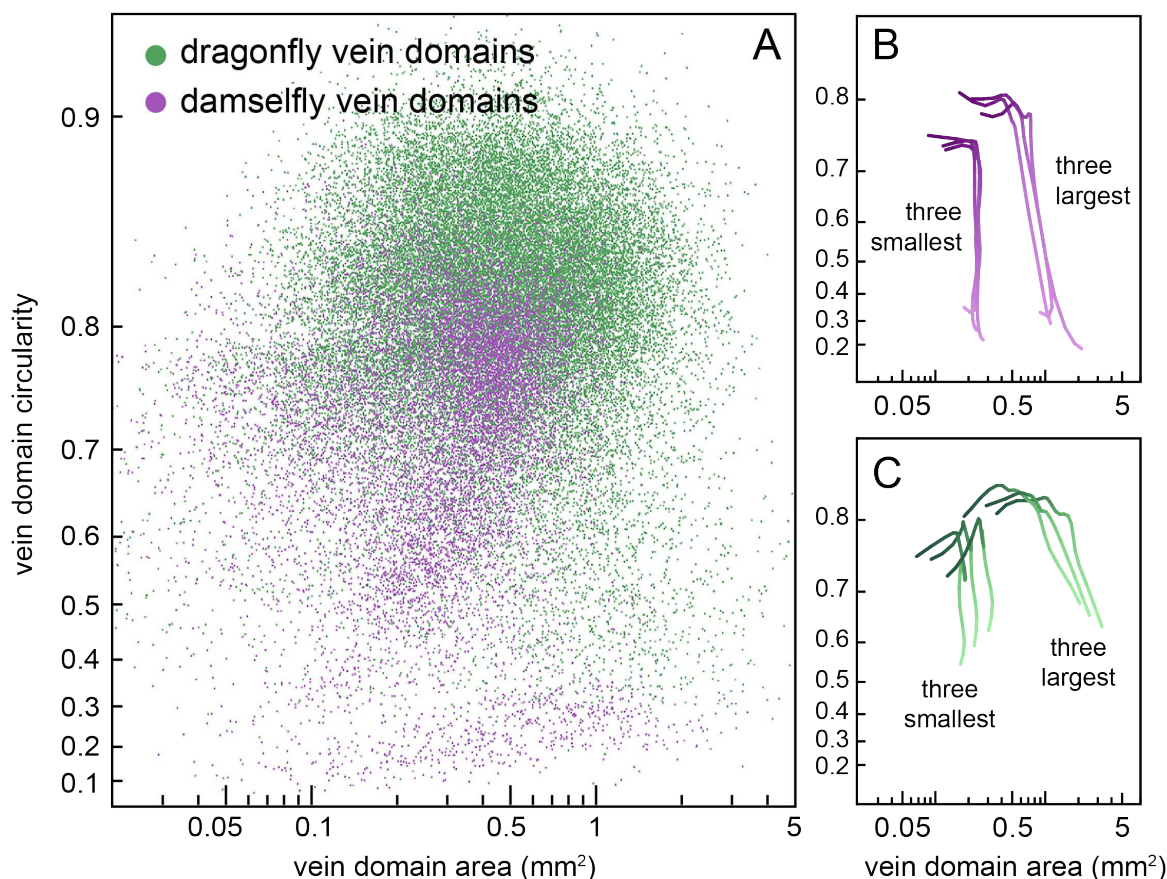 A
dragonfly vein domains
damselfly vein domains
0.9
0.8
0.7
0.6
0.5
0.4
0.3
0.2
0.1
vein domain circularity
0.05 0.1 0.5 1 5
vein domain area (mm²)
B
0.8
0.7
0.6
0.5
0.4
0.3
0.2
three
largest
three
smallest
0.05 0.5 5
C
0.8
0.7
0.6
0.5
0.4
0.3
0.2
three
largest
three
smallest
0.05 0.5 5
vein domain area (mm²)